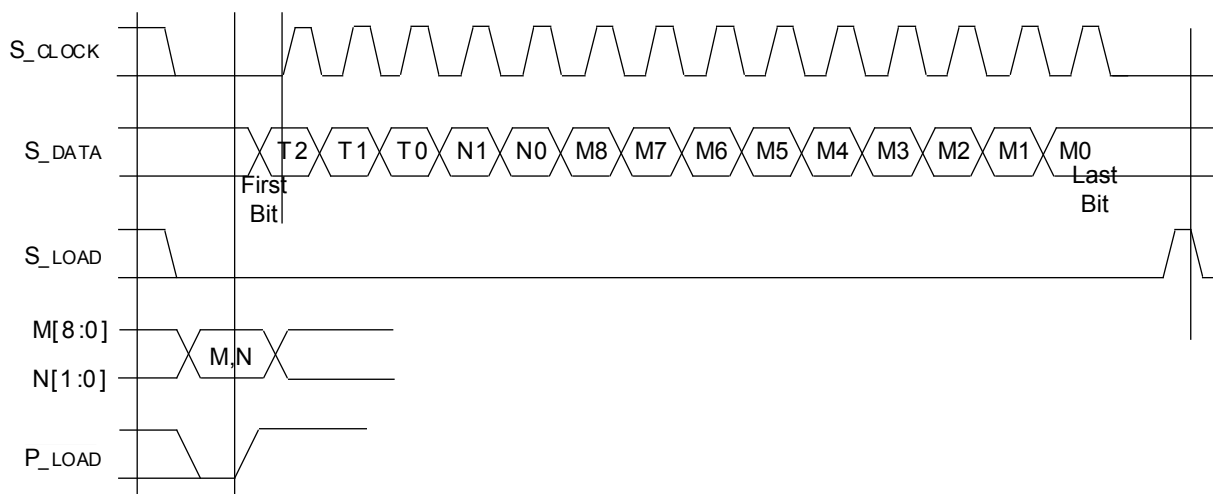 S_CLOCK
S_DATA T2 T1 T0 N1 N0 M8 M7 M6 M5 M4 M3 M2 M1 M0
First
Bit
Last
Bit
S_LOAD
M[8:0]
M,N
N[1:0]
P_LOAD